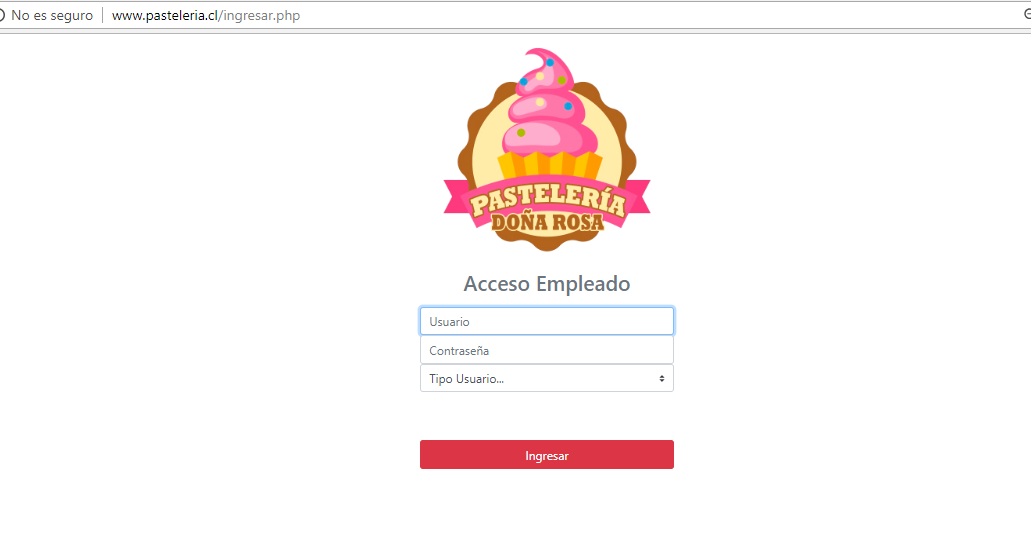 No es seguro www.pasteleria.cl/ingresar.php
PASTELERÍA
DOÑA ROSA
Acceso Empleado
Usuario
Contraseña
Tipo Usuario...
Ingresar